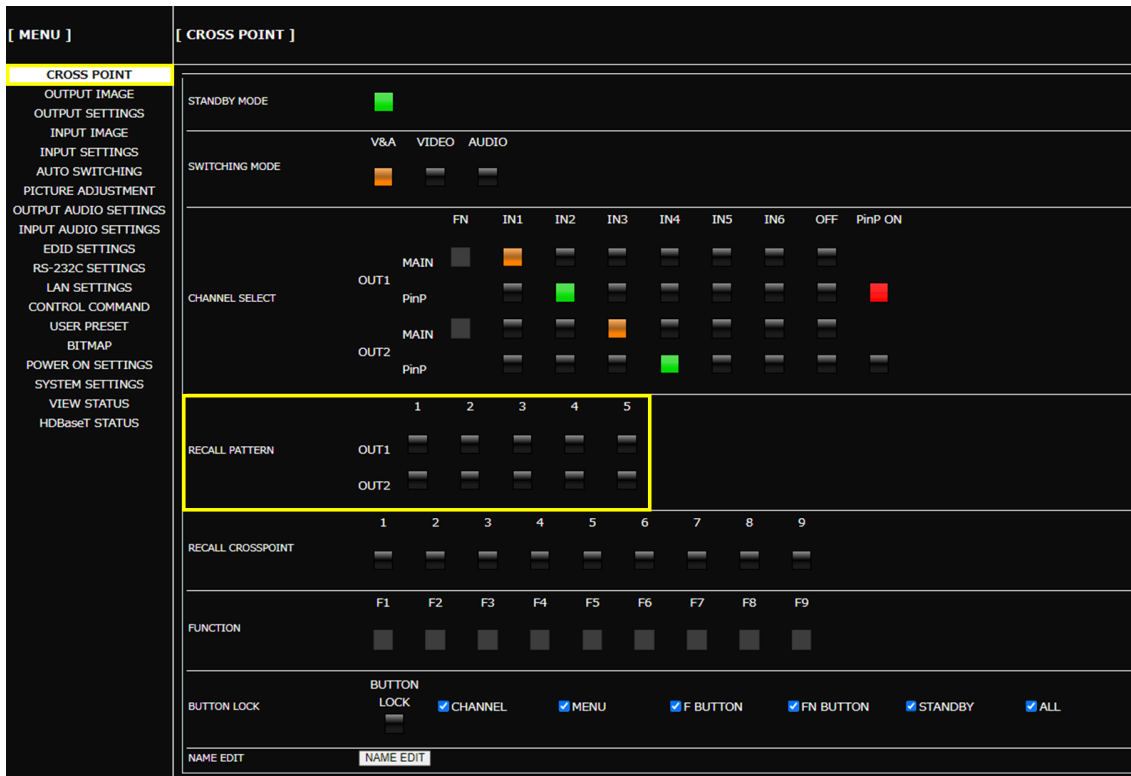 [ MENU ]
[ CROSS POINT ]
CROSS POINT
OUTPUT IMAGE
OUTPUT SETTINGS
INPUT IMAGE
INPUT SETTINGS
AUTO SWITCHING
PICTURE ADJUSTMENT
OUTPUT AUDIO SETTINGS
INPUT AUDIO SETTINGS
EDID SETTINGS
RS-232C SETTINGS
LAN SETTINGS
CONTROL COMMAND
USER PRESET
BITMAP
POWER ON SETTINGS
SYSTEM SETTINGS
VIEW STATUS
HDBaseT STATUS
STANDBY MODE
V&A VIDEO AUDIO
SWITCHING MODE
FN IN1 IN2 IN3 IN4 IN5 IN6 OFF PinP ON
MAIN
OUT1
CHANNEL SELECT
PinP
MAIN
OUT2
PinP
1 2 3 4 5
RECALL PATTERN
OUT1
OUT2
1 2 3 4 5 6 7 8 9
RECALL CROSSPOINT
F1 F2 F3 F4 F5 F6 F7 F8 F9
FUNCTION
BUTTON
LOCK
BUTTON LOCK
CHANNEL MENU F BUTTON FN BUTTON STANDBY ALL
NAME EDIT
NAME EDIT